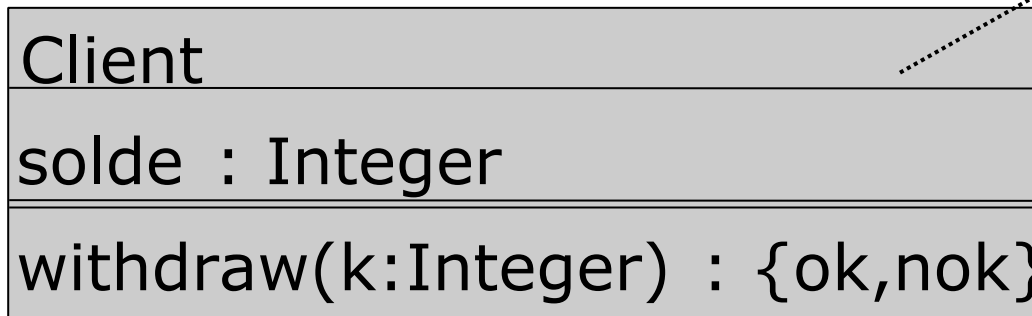 Client
solde : Integer
withdraw(k:Integer) : {ok,nok}